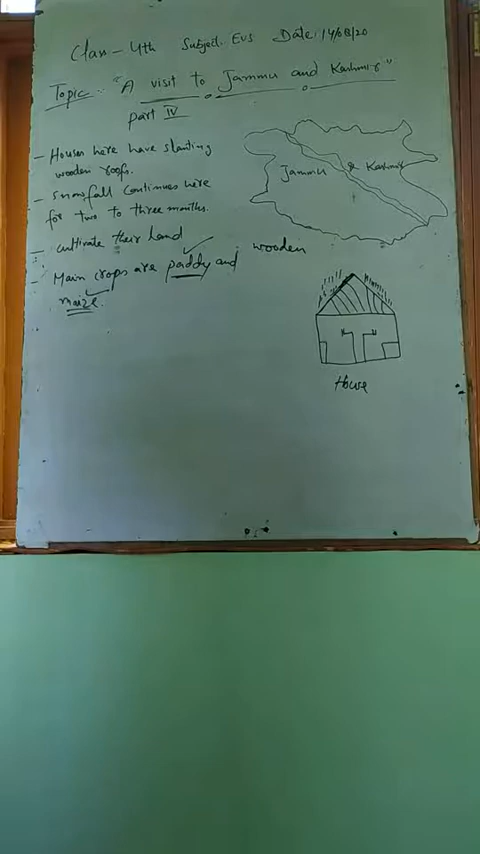 Class - 4th Subject. EVS Date: 14/08/20
Topic: "A visit to Jammu and Kashmir"
part IV
- Houses here have slanting
wooden roofs.
- Snowfall continues here
for two to three months.
- cultivate their land
- Main crops are paddy and
maize.
Jammu & Kashmir
wooden
House